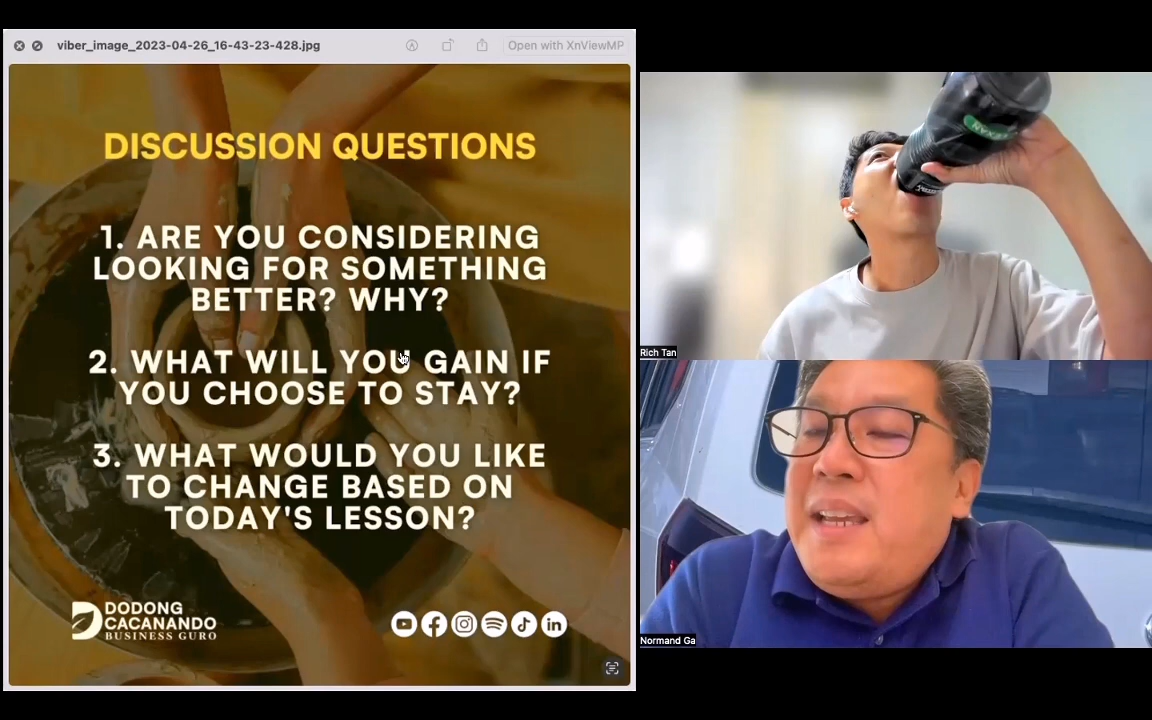 viber_image_2023-04-26_16-43-23-428.jpg
Open with XnViewMP
DISCUSSION QUESTIONS
1. ARE YOU CONSIDERING
LOOKING FOR SOMETHING
BETTER? WHY?
2. WHAT WILL YOU GAIN IF
YOU CHOOSE TO STAY?
3. WHAT WOULD YOU LIKE
TO CHANGE BASED ON
TODAY'S LESSON?
DODONG
CACANANDO
BUSINESS GURO
in
Rich Tan
Normand Ga